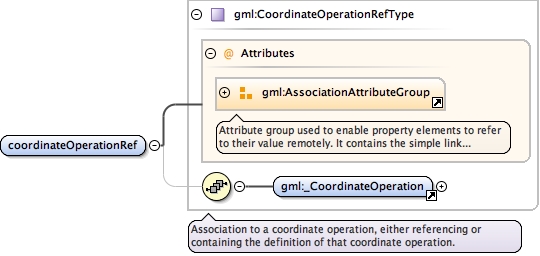 gml:CoordinateOperationRefType
@ Attributes
gml:AssociationAttributeGroup
Attribute group used to enable property elements to refer
to their value remotely. It contains the simple link...
coordinateOperationRef
gml:_CoordinateOperation
Association to a coordinate operation, either referencing or
containing the definition of that coordinate operation.